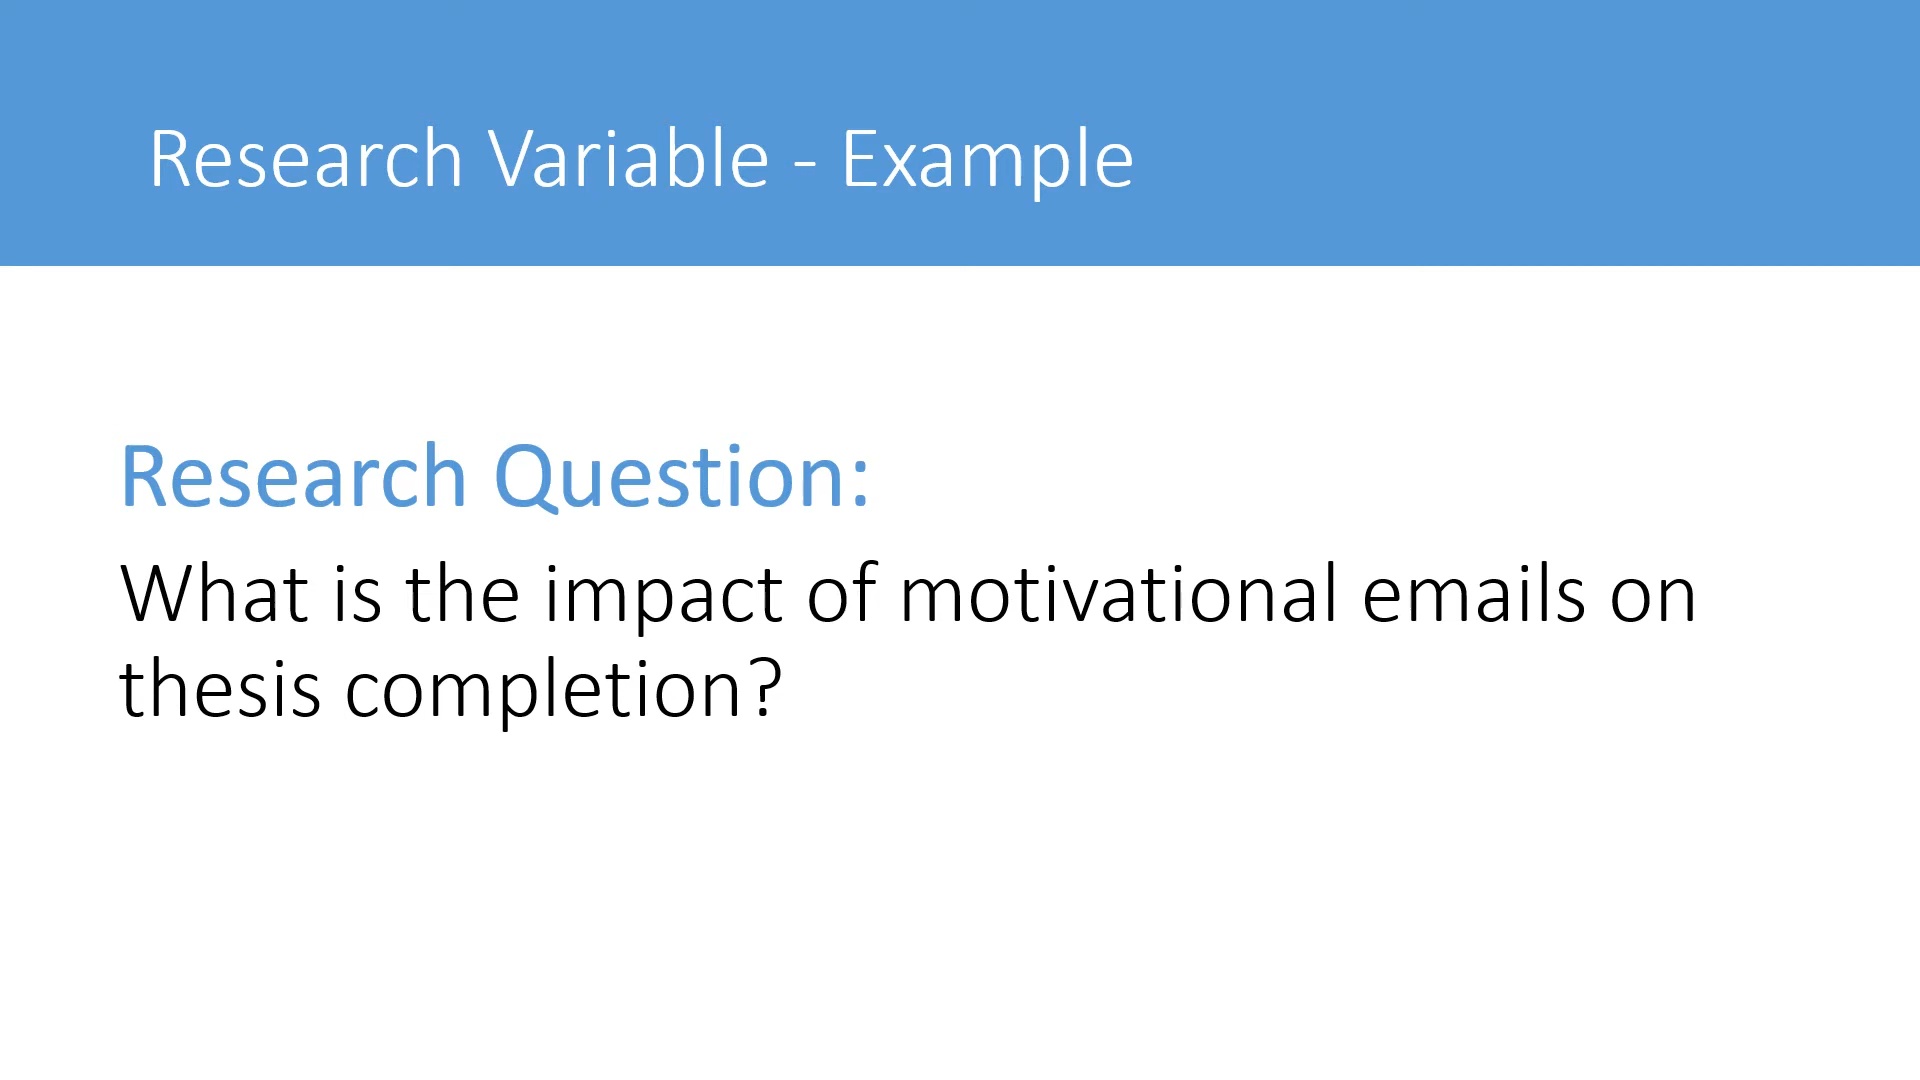 Research Variable - Example
Research Question:
What is the impact of motivational emails on
thesis completion?